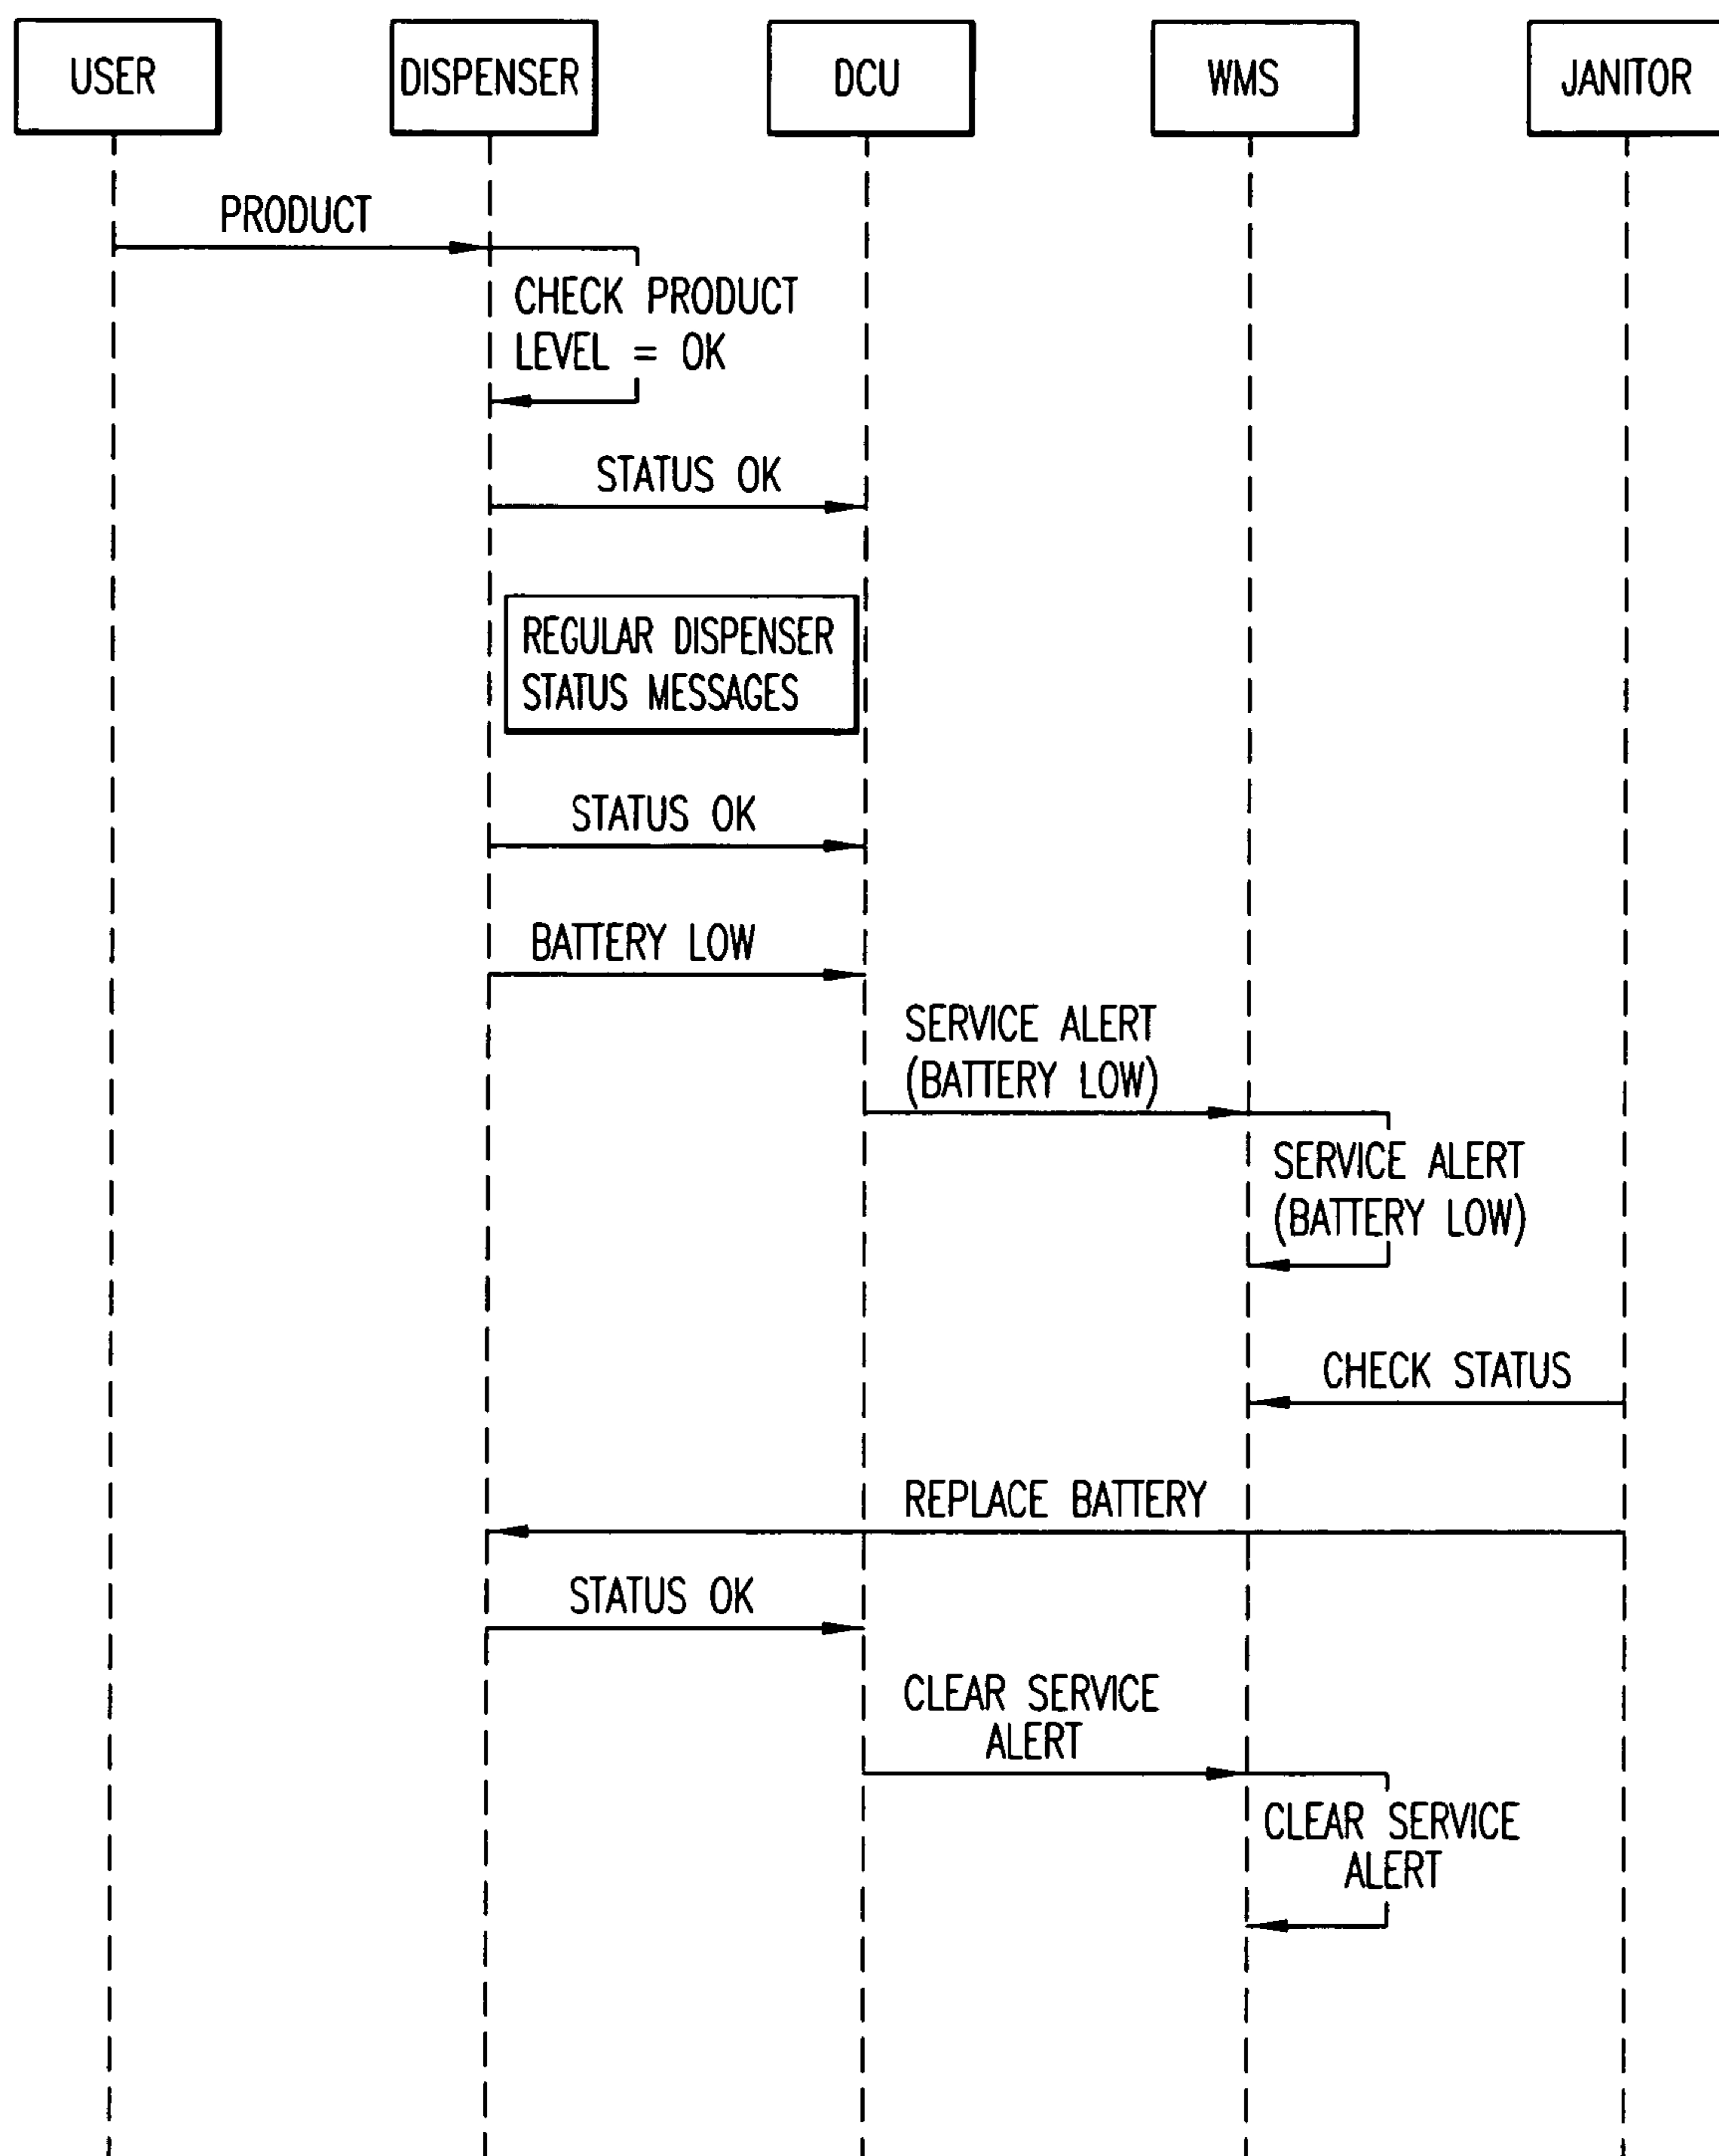 USER
DISPENSER
DCU
WMS
JANITOR
PRODUCT
CHECK PRODUCT
LEVEL = OK
STATUS OK
REGULAR DISPENSER
STATUS MESSAGES
STATUS OK
BATTERY LOW
SERVICE ALERT
(BATTERY LOW)
SERVICE ALERT
(BATTERY LOW)
CHECK STATUS
REPLACE BATTERY
STATUS OK
CLEAR SERVICE
ALERT
CLEAR SERVICE
ALERT